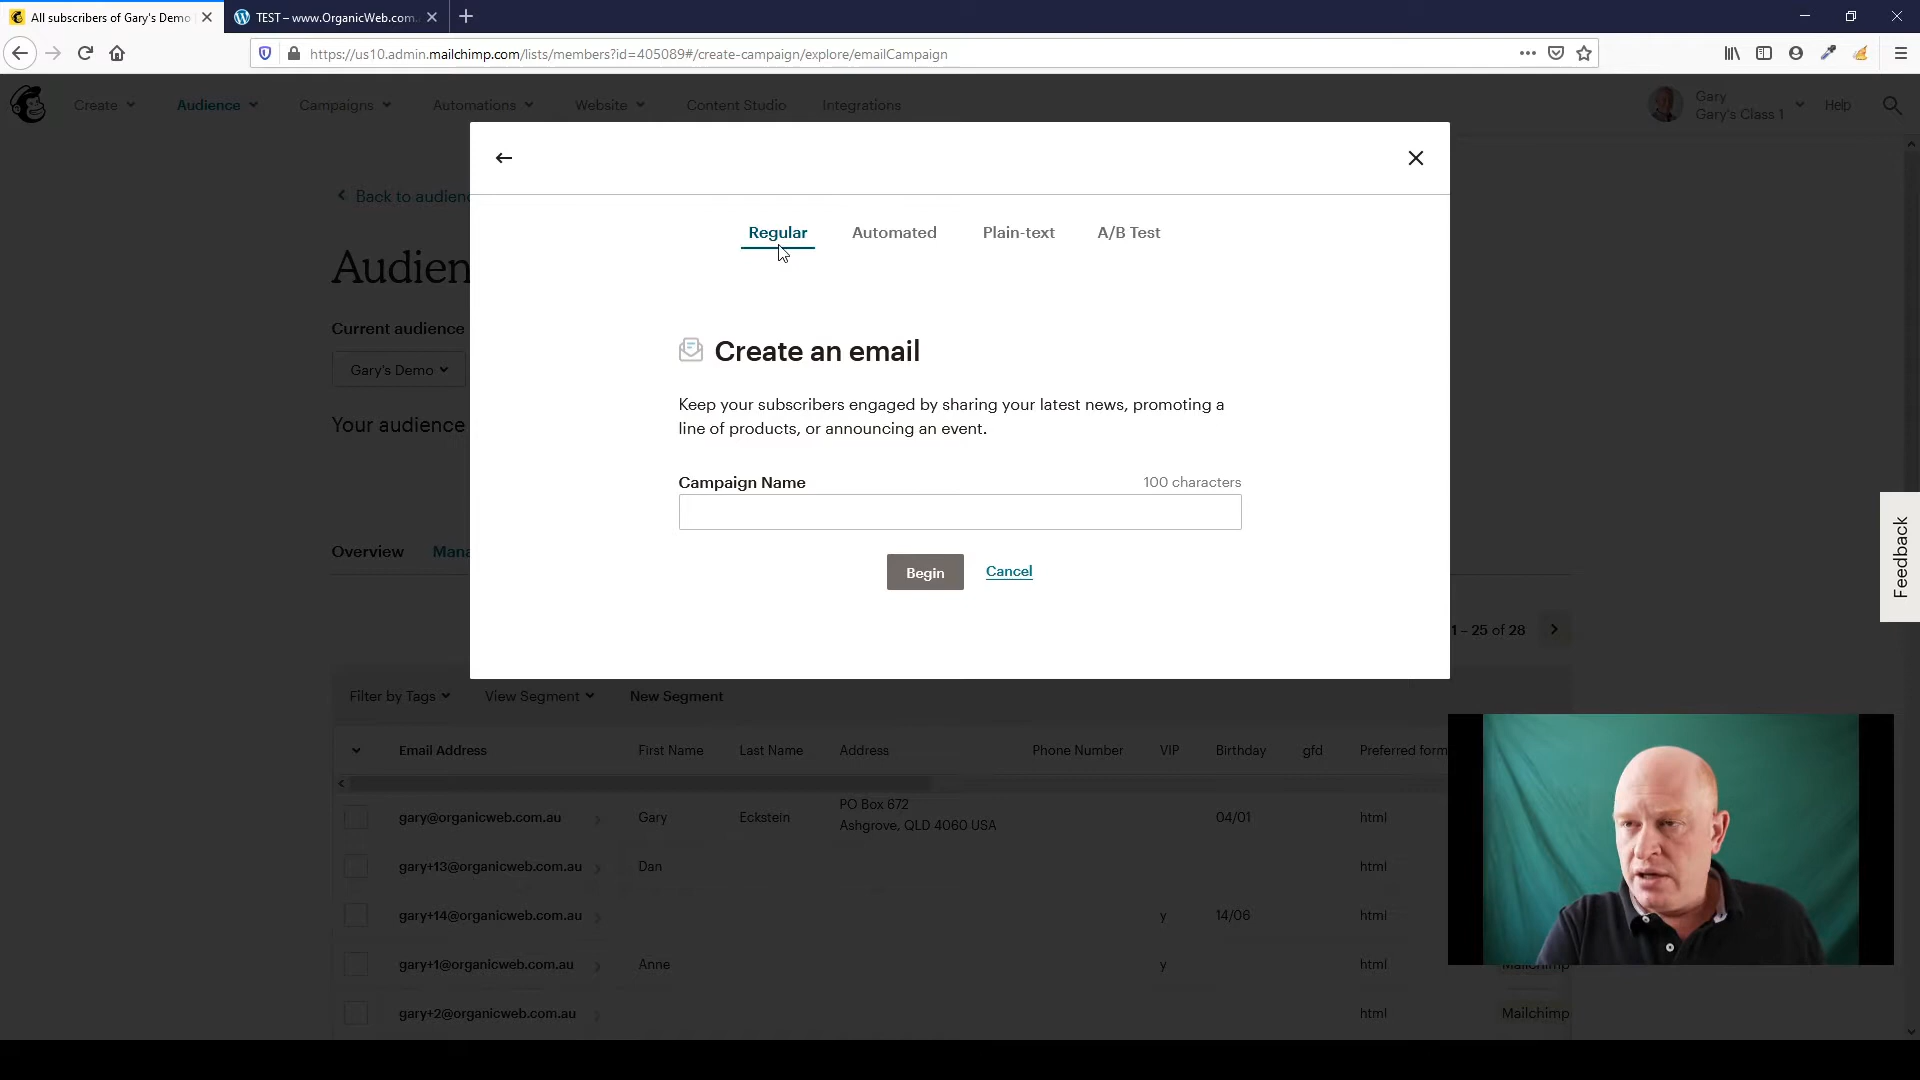 All subscribers of Gary's Demo
TEST – www.OrganicWeb.com.
https://us10.admin.mailchimp.com/lists/members?id=405089#/create-campaign/explore/emailCampaign
Create
Audience
Campaigns
Automations
Website
Content Studio
Integrations
Gary
Gary's Class 1
Help
Back to audien
Regular
Automated
Plain-text
A/B Test
Audien
Current audience
Gary's Demo
Your audience
Create an email
Keep your subscribers engaged by sharing your latest news, promoting a
line of products, or announcing an event.
Campaign Name
100 characters
Begin
Cancel
Feedback
Overview
Mana
1 – 25 of 28
Filter by Tags
View Segment
New Segment
Email Address
First Name
Last Name
Address
Phone Number
VIP
Birthday
gfd
Preferred form
gary@organicweb.com.au
Gary
Eckstein
PO Box 672
Ashgrove, QLD 4060 USA
04/01
html
gary+13@organicweb.com.au
Dan
html
gary+14@organicweb.com.au
y
14/06
html
gary+1@organicweb.com.au
Anne
y
html
Mailchimp
gary+2@organicweb.com.au
html
Mailchimp